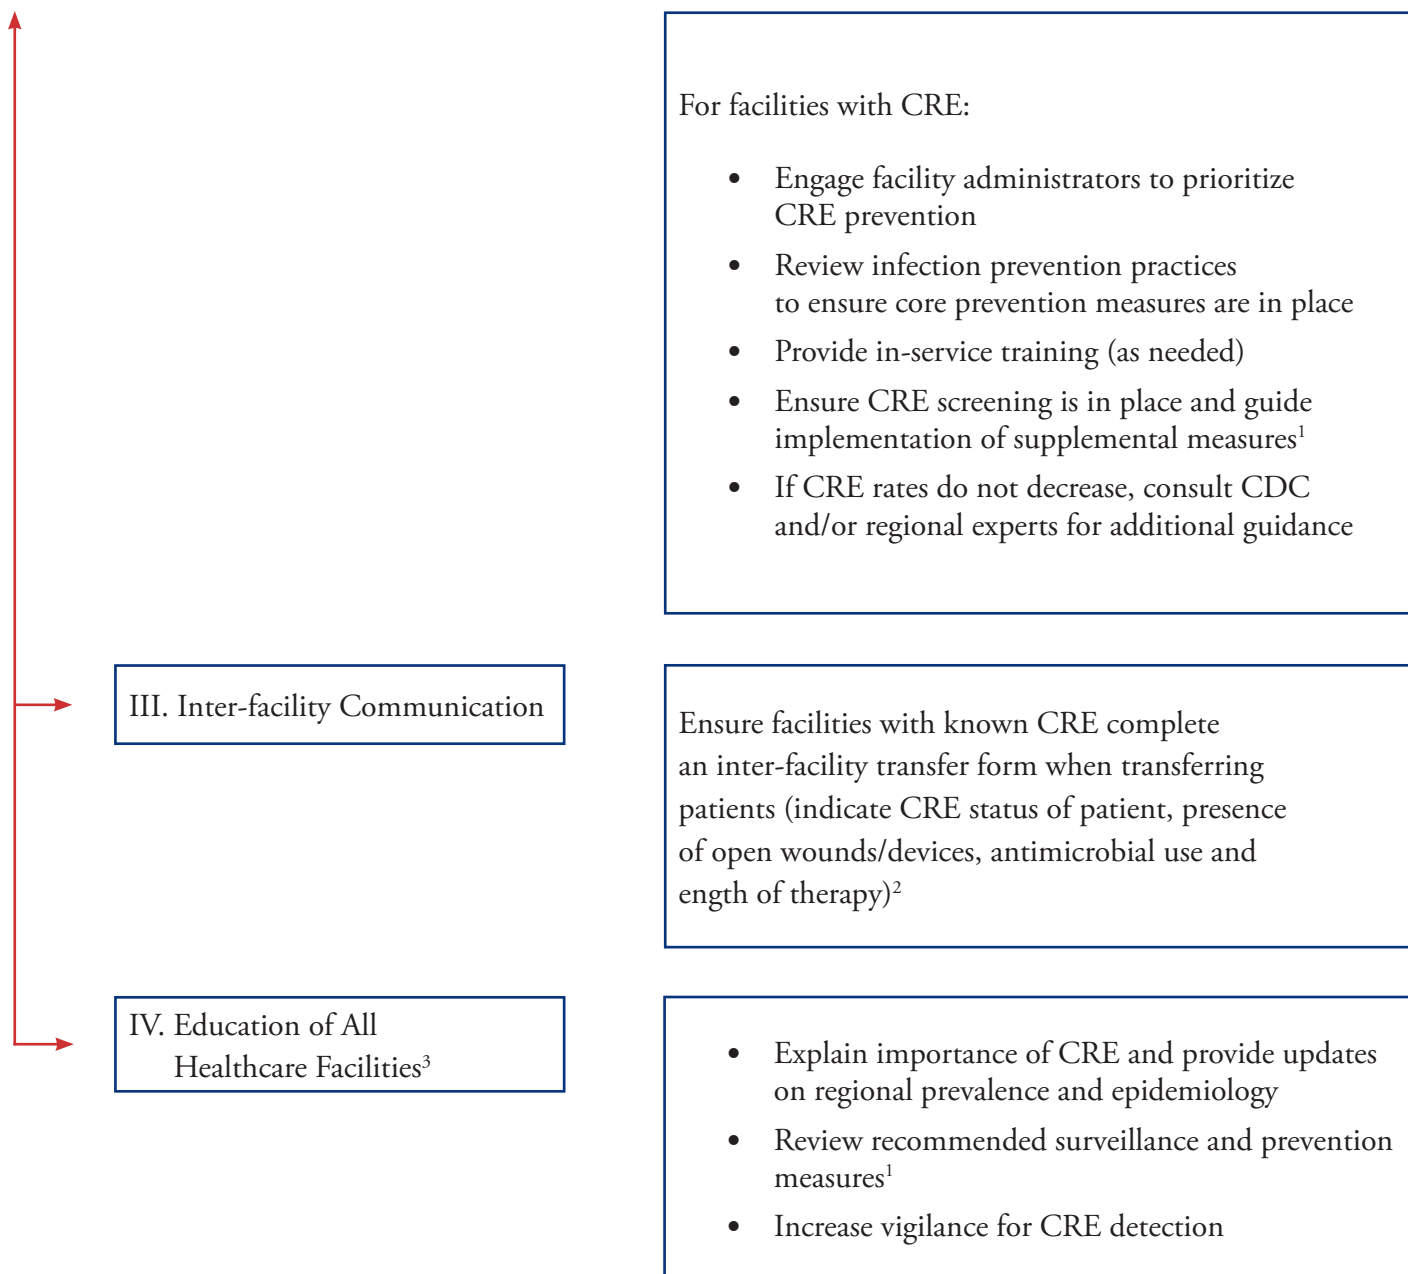 For facilities with CRE:
• Engage facility administrators to prioritize
CRE prevention
• Review infection prevention practices
to ensure core prevention measures are in place
• Provide in-service training (as needed)
• Ensure CRE screening is in place and guide
implementation of supplemental measures¹
• If CRE rates do not decrease, consult CDC
and/or regional experts for additional guidance
III. Inter-facility Communication
Ensure facilities with known CRE complete
an inter-facility transfer form when transferring
patients (indicate CRE status of patient, presence
of open wounds/devices, antimicrobial use and
ength of therapy)²
IV. Education of All
Healthcare Facilities³
• Explain importance of CRE and provide updates
on regional prevalence and epidemiology
• Review recommended surveillance and prevention
measures¹
• Increase vigilance for CRE detection